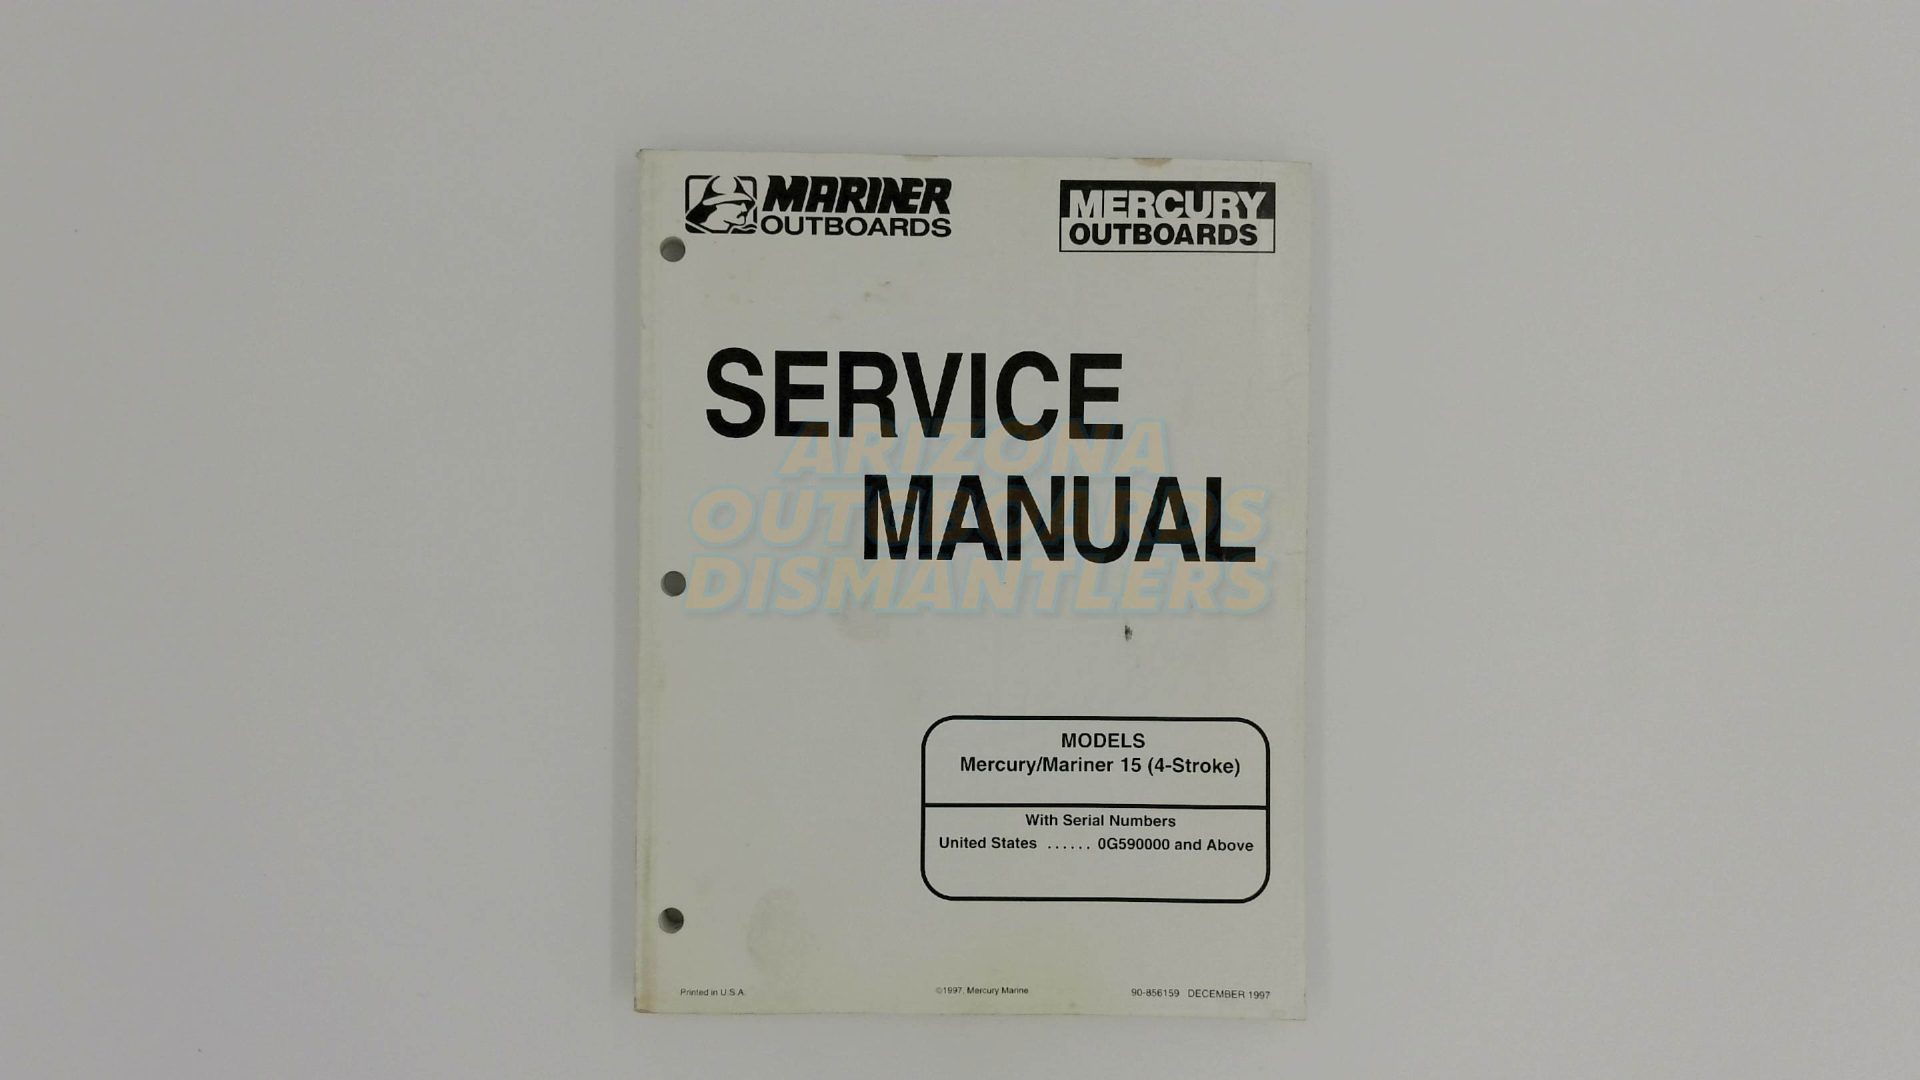 MARINER
OUTBOARDS
MERCURY
OUTBOARDS
SERVICE
MANUAL
ARIZONA
OUTBOARDS
DISMANTLERS
MODELS
Mercury/Mariner 15 (4-Stroke)
With Serial Numbers
United States ...... 0G590000 and Above
Printed in U.S.A.
©1997, Mercury Marine
90-856159 DECEMBER 1997